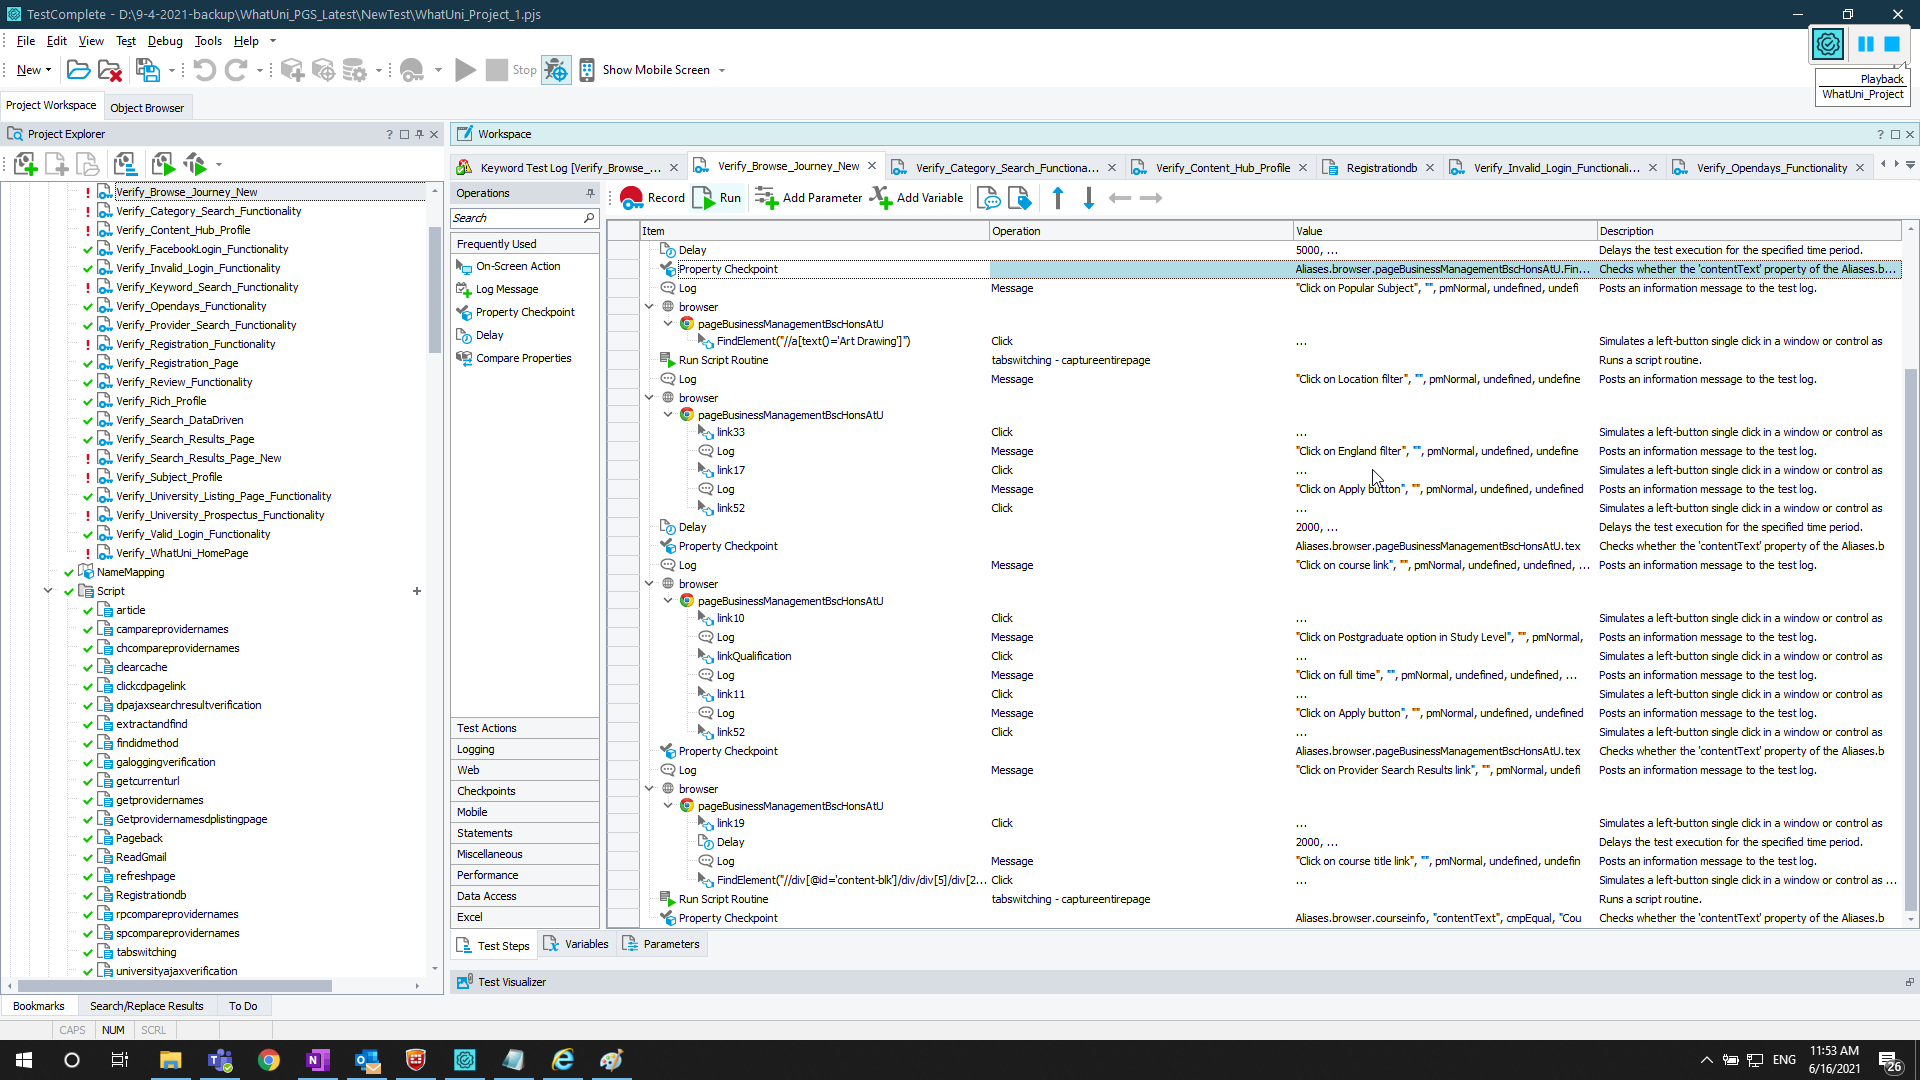 TestComplete - D:\9-4-2021-backup\WhatUni_PGS_Latest\NewTest\WhatUni_Project_1.pjs
File Edit View Test Debug Tools Help
New Stop Show Mobile Screen
Playback
WhatUni_Project
Project Workspace Object Browser
Project Explorer
Verify_Browse_Journey_New
Verify_Category_Search_Functionality
Verify_Content_Hub_Profile
Verify_FacebookLogin_Functionality
Verify_Invalid_Login_Functionality
Verify_Keyword_Search_Functionality
Verify_Opendays_Functionality
Verify_Provider_Search_Functionality
Verify_Registration_Functionality
Verify_Registration_Page
Verify_Review_Functionality
Verify_Rich_Profile
Verify_Search_DataDriven
Verify_Search_Results_Page
Verify_Search_Results_Page_New
Verify_Subject_Profile
Verify_University_Listing_Page_Functionality
Verify_University_Prospectus_Functionality
Verify_Valid_Login_Functionality
Verify_WhatUni_HomePage
NameMapping
Script
article
campareprovidernames
chcompareprovidernames
clearcache
clickcdpagelink
dpajaxsearchresultverification
extractandfind
findidmethod
galoggingverification
getcurrenturl
getprovidernames
Getprovidernamesdplistingpage
Pageback
ReadGmail
refreshpage
Registrationdb
rpcompareprovidernames
spcompareprovidernames
tabswitching
universityajaxverification
Bookmarks Search/Replace Results To Do
CAPS NUM SCRL
Workspace
Keyword Test Log [Verify_Browse_... Verify_Browse_Journey_New Verify_Category_Search_Functiona... Verify_Content_Hub_Profile Registrationdb Verify_Invalid_Login_Functionali... Verify_Opendays_Functionality
Operations
Search
Frequently Used
On-Screen Action
Log Message
Property Checkpoint
Delay
Compare Properties
Test Actions
Logging
Web
Checkpoints
Mobile
Statements
Miscellaneous
Performance
Data Access
Excel
Record Run Add Parameter Add Variable
Item Operation Value Description
Delay 5000, ... Delays the test execution for the specified time period.
Property Checkpoint Aliases.browser.pageBusinessManagementBscHonsAtU.Fin... Checks whether the 'contentText' property of the Aliases.b...
Log Message "Click on Popular Subject", "", pmNormal, undefined, undefi Posts an information message to the test log.
browser
pageBusinessManagementBscHonsAtU
FindElement("//a[text()='Art Drawing']") Click ... Simulates a left-button single click in a window or control as
Run Script Routine tabswitching - captureentirepage Runs a script routine.
Log Message "Click on Location filter", "", pmNormal, undefined, undefine Posts an information message to the test log.
browser
pageBusinessManagementBscHonsAtU
link33 Click ... Simulates a left-button single click in a window or control as
Log Message "Click on England filter", "", pmNormal, undefined, undefine Posts an information message to the test log.
link17 Click ... Simulates a left-button single click in a window or control as
Log Message "Click on Apply button", "", pmNormal, undefined, undefined Posts an information message to the test log.
link52 Click ... Simulates a left-button single click in a window or control as
Delay 2000, ... Delays the test execution for the specified time period.
Property Checkpoint Aliases.browser.pageBusinessManagementBscHonsAtU.tex Checks whether the 'contentText' property of the Aliases.b
Log Message "Click on course link", "", pmNormal, undefined, undefined, ... Posts an information message to the test log.
browser
pageBusinessManagementBscHonsAtU
link10 Click ... Simulates a left-button single click in a window or control as
Log Message "Click on Postgraduate option in Study Level", "", pmNormal, Posts an information message to the test log.
linkQualification Click ... Simulates a left-button single click in a window or control as
Log Message "Click on full time", "", pmNormal, undefined, undefined, ... Posts an information message to the test log.
link11 Click ... Simulates a left-button single click in a window or control as
Log Message "Click on Apply button", "", pmNormal, undefined, undefined Posts an information message to the test log.
link52 Click ... Simulates a left-button single click in a window or control as
Property Checkpoint Aliases.browser.pageBusinessManagementBscHonsAtU.tex Checks whether the 'contentText' property of the Aliases.b
Log Message "Click on Provider Search Results link", "", pmNormal, undefi Posts an information message to the test log.
browser
pageBusinessManagementBscHonsAtU
link19 Click ... Simulates a left-button single click in a window or control as
Delay 2000, ... Delays the test execution for the specified time period.
Log Message "Click on course title link", "", pmNormal, undefined, undefin Posts an information message to the test log.
FindElement("//div[@id='content-blk']/div/div[5]/div[2... Click ... Simulates a left-button single click in a window or control as ...
Run Script Routine tabswitching - captureentirepage Runs a script routine.
Property Checkpoint Aliases.browser.courseinfo, "contentText", cmpEqual, "Cou Checks whether the 'contentText' property of the Aliases.b
Test Steps Variables Parameters
Test Visualizer
ENG 11:53 AM
6/16/2021
26